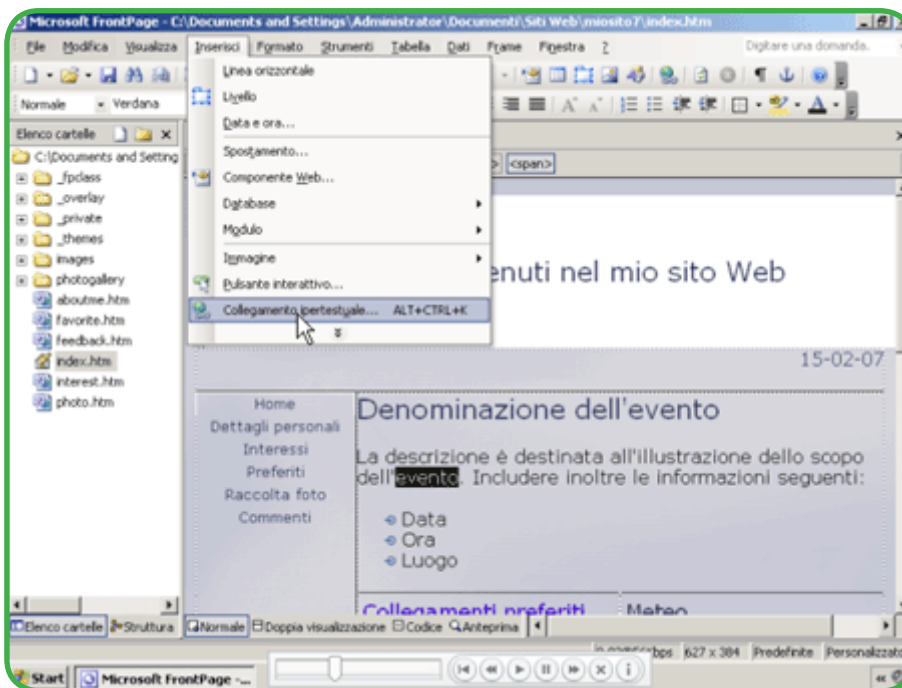 Microsoft FrontPage - C:\Documents and Settings\Administrator\Documenti\Siti Web\miosito7\index.htm
File Modifica Visualizza Inserisci Formato Strumenti Tabella Dati Frame Finestra ? Digitare una domanda.
Normale Verdana
Elenco cartelle
C:\Documents and Setting
_fpclass
_overlay
_private
_themes
images
photogallery
aboutme.htm
favorite.htm
feedback.htm
index.htm
interest.htm
photo.htm
Linea orizzontale
Livello
Data e ora...
Spostamento...
Componente Web...
Database
Modulo
Immagine
Pulsante interattivo...
Collegamento ipertestuale... ALT+CTRL+K
<span>
enuti nel mio sito Web
15-02-07
Home
Dettagli personali
Interessi
Preferiti
Raccolta foto
Commenti
Denominazione dell'evento
La descrizione è destinata all'illustrazione dello scopo
dell'evento. Includere inoltre le informazioni seguenti:
Data
Ora
Luogo
Collegamenti preferiti Meteo
Elenco cartelle Struttura Normale Doppia visualizzazione Codice Anteprima
627 x 384 Predefinite Personalizzato
Start Microsoft FrontPage -...